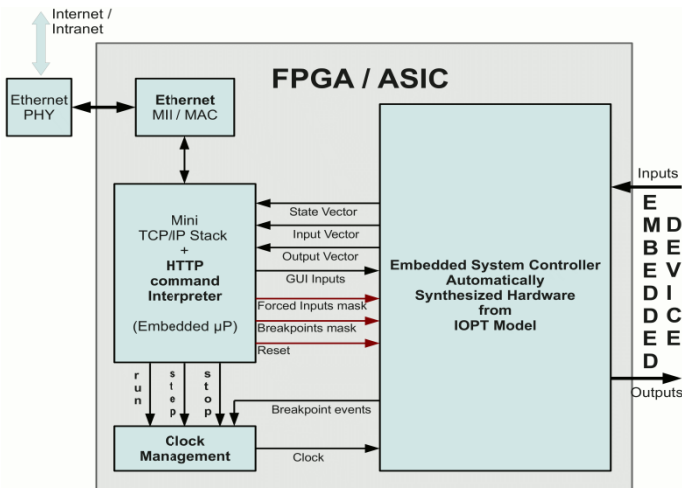 Internet /
Intranet
FPGA / ASIC
Ethernet
PHY
Ethernet
MII / MAC
Mini
TCP/IP Stack
+
HTTP
command
Interpreter
(Embedded µP)
State Vector
Input Vector
Output Vector
GUI Inputs
Forced Inputs mask
Breakpoints mask
Reset
Embedded System Controller
Automatically
Synthesized Hardware
from
IOPT Model
Inputs
EMBEDDED
DEVICE
Outputs
run
step
stop
Breakpoint events
Clock
Management
Clock